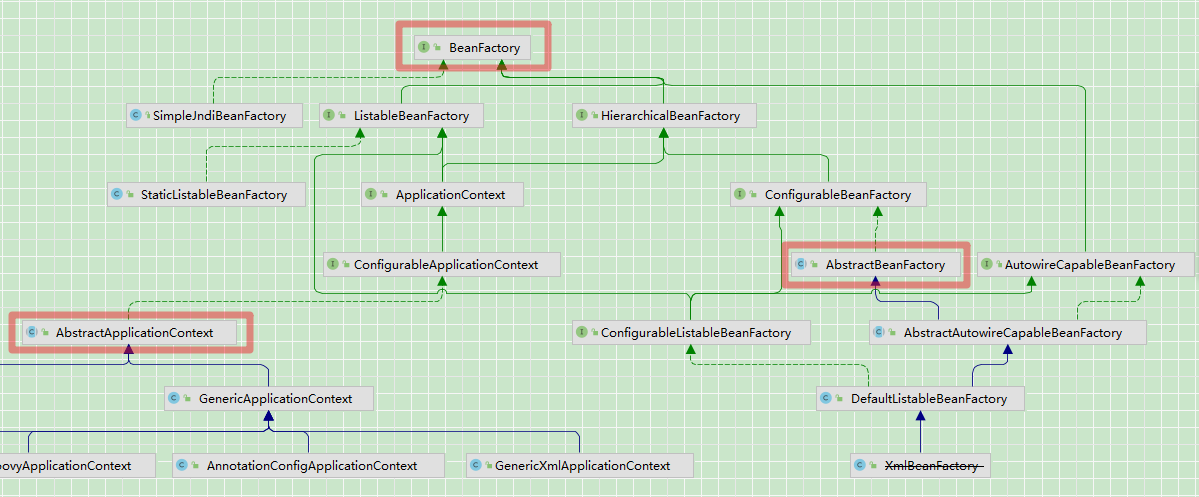 BeanFactory
SimpleJndiBeanFactory
ListableBeanFactory
HierarchicalBeanFactory
StaticListableBeanFactory
ApplicationContext
ConfigurableBeanFactory
ConfigurableApplicationContext
AbstractBeanFactory
AutowireCapableBeanFactory
AbstractApplicationContext
ConfigurableListableBeanFactory
AbstractAutowireCapableBeanFactory
GenericApplicationContext
DefaultListableBeanFactory
oovyApplicationContext
AnnotationConfigApplicationContext
GenericXmlApplicationContext
XmlBeanFactory